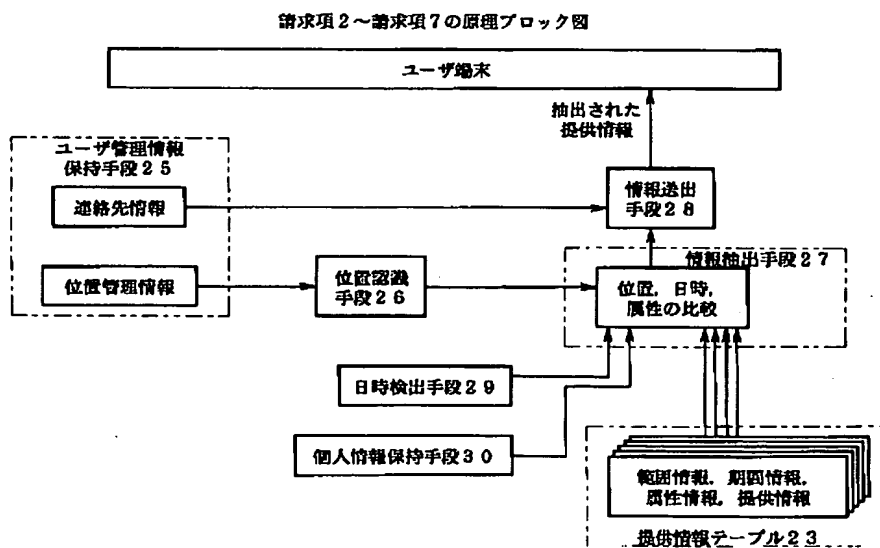 請求項2~請求項7の原理ブロック図
ユーザ端末
抽出された
提供情報
ユーザ管理情報
保持手段25
連絡先情報
情報送出
手段28
情報抽出手段27
位置管理情報
位置認識
手段26
位置,日時,
属性の比較
日時検出手段29
個人情報保持手段30
範囲情報,期間情報,
属性情報,提供情報
提供情報テーブル23